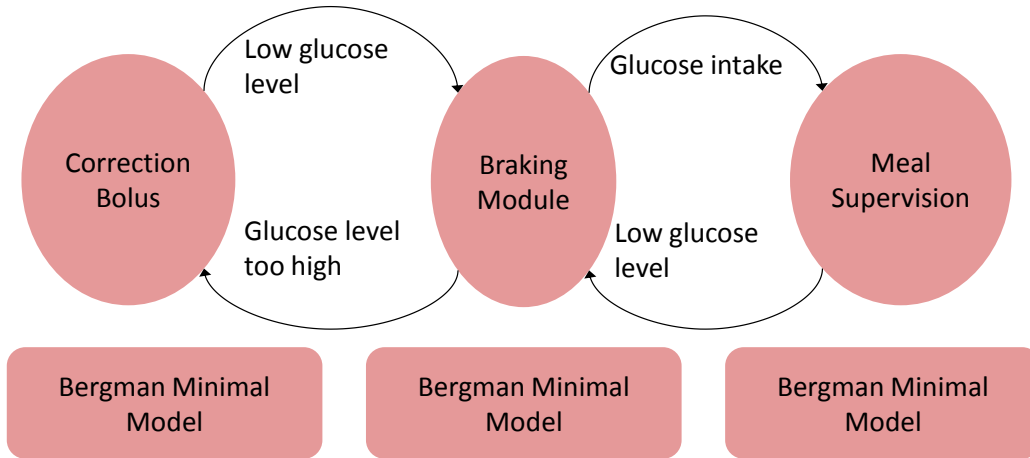 Low glucose
level
Glucose intake
Correction
Bolus
Braking
Module
Meal
Supervision
Glucose level
too high
Low glucose
level
Bergman Minimal
Model
Bergman Minimal
Model
Bergman Minimal
Model